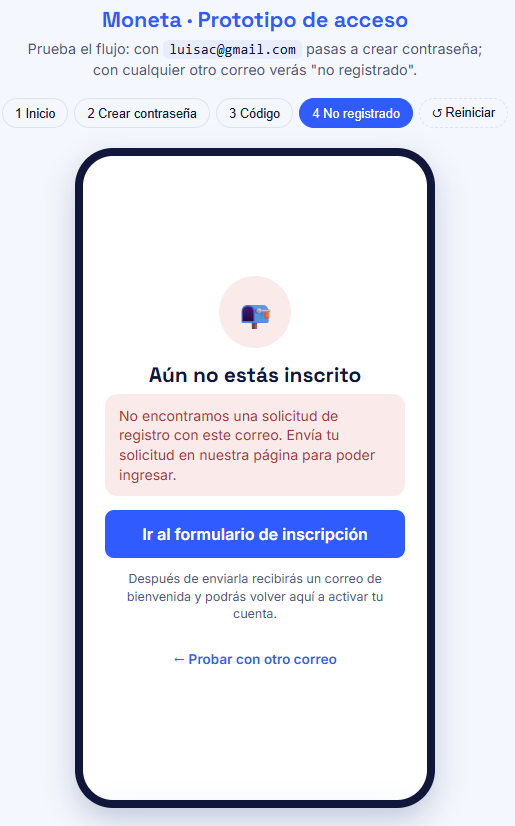 Moneta · Prototipo de acceso
Prueba el flujo: con luisac@gmail.com pasas a crear contraseña;
con cualquier otro correo verás "no registrado".
1 Inicio 2 Crear contraseña 3 Código 4 No registrado ↺ Reiniciar
Aún no estás inscrito
No encontramos una solicitud de
registro con este correo. Envía tu
solicitud en nuestra página para poder
ingresar.
Ir al formulario de inscripción
Después de enviarla recibirás un correo de
bienvenida y podrás volver aquí a activar tu
cuenta.
← Probar con otro correo